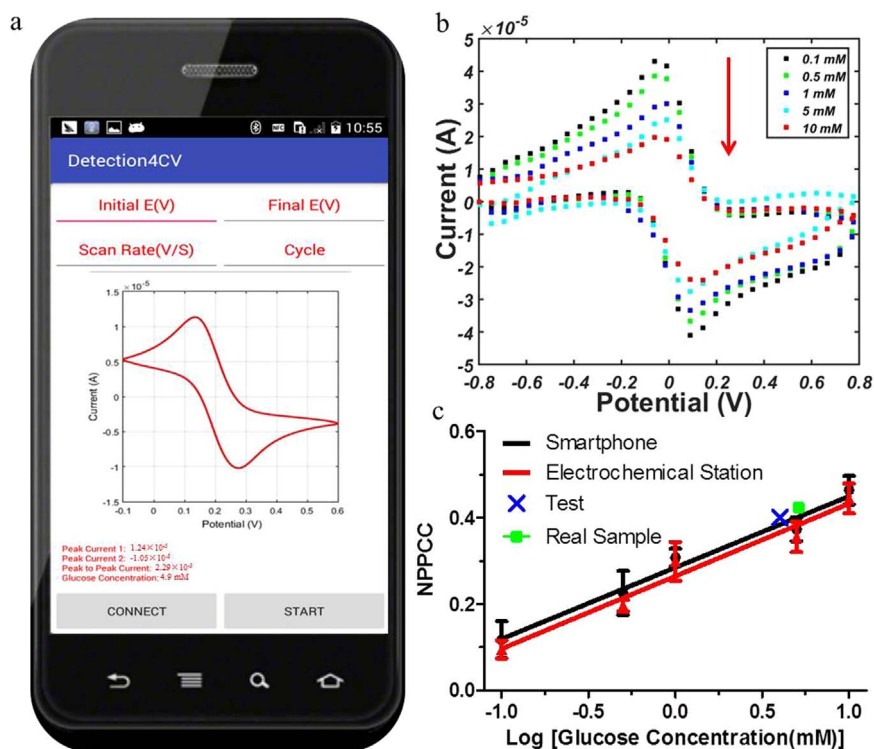 a
10:55
Detection4CV
Initial E(V)
Final E(V)
Scan Rate(V/S)
Cycle
×10⁻⁵
1.5
1
0.5
0
-0.5
-1
-1.5
-0.1 0 0.1 0.2 0.3 0.4 0.5 0.6
Current (A)
Potential (V)
Peak Current 1: 1.24×10⁻⁵
Peak Current 2: -1.05×10⁻⁵
Peak to Peak Current: 2.29×10⁻⁵
Glucose Concentration: 4.9 mM
CONNECT
START
b
×10⁻⁵
5
4
3
2
1
0
-1
-2
-3
-4
-5
-0.8 -0.6 -0.4 -0.2 0 0.2 0.4 0.6 0.8
Current (A)
Potential (V)
0.1 mM
0.5 mM
1 mM
5 mM
10 mM
c
0.6
0.4
0.2
0.0
-1.0 -0.5 0.0 0.5 1.0
NPPCC
Log [Glucose Concentration(mM)]
Smartphone
Electrochemical Station
Test
Real Sample